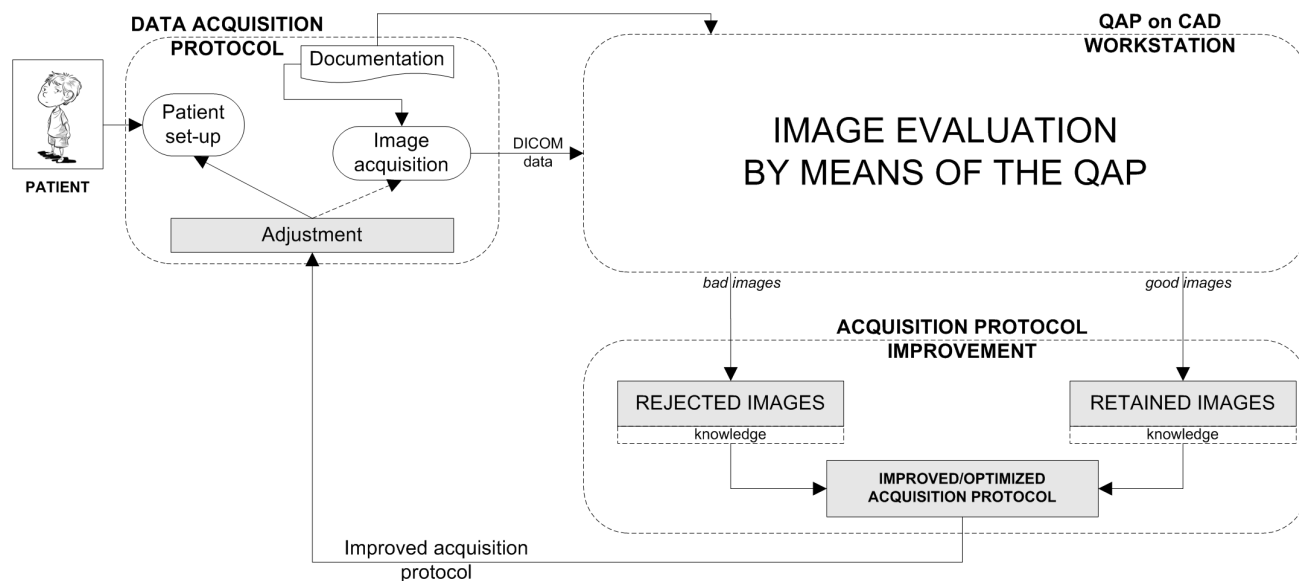 DATA ACQUISITION
PROTOCOL
QAP on CAD
WORKSTATION
Documentation
Patient
set-up
Image
acquisition
DICOM
data
IMAGE EVALUATION
BY MEANS OF THE QAP
PATIENT
Adjustment
bad images
good images
ACQUISITION PROTOCOL
IMPROVEMENT
REJECTED IMAGES
RETAINED IMAGES
knowledge
knowledge
IMPROVED/OPTIMIZED
ACQUISITION PROTOCOL
Improved acquisition
protocol